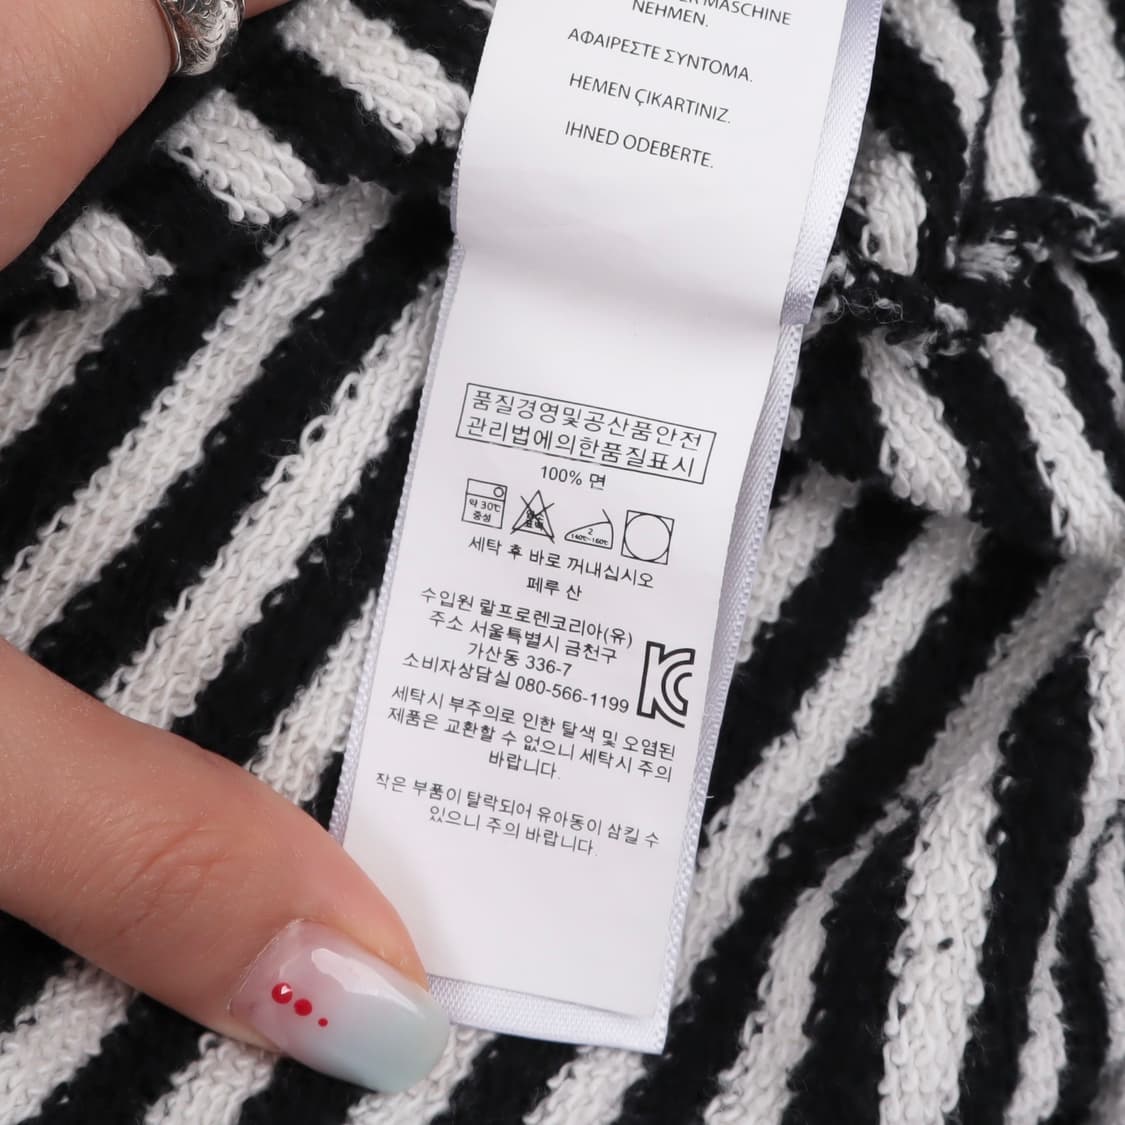 MASCHINE
NEHMEN.
ΑΦΑΙΡΕΣΤΕ ΣΥΝΤΟΜΑ.
HEMEN ÇIKARTINIZ.
IHNED ODEBERTE.
품질경영및공산품안전
관리법에의한품질표시
100% 면
약 30℃
중성
2
세탁 후 바로 꺼내십시오
페루 산
수입원 랄프로렌코리아(유)
주소 서울특별시 금천구
가산동 336-7
소비자상담실 080-566-1199
세탁시 부주의로 인한 탈색 및 오염된
제품은 교환할 수 없으니 세탁시 주의
바랍니다.
작은 부품이 탈락되어 유아동이 삼킬 수
있으니 주의 바랍니다.